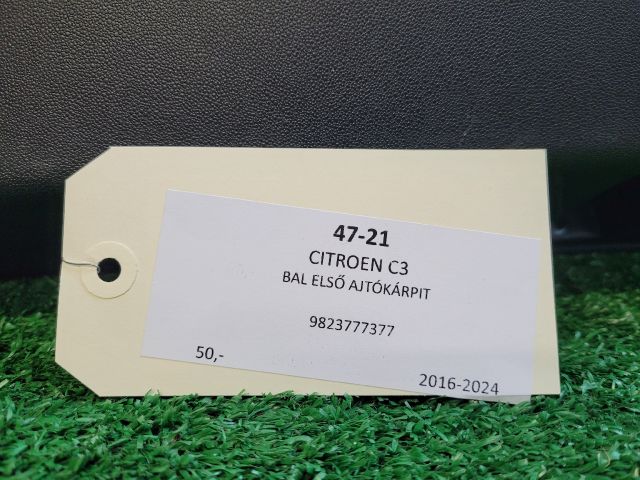 47-21
CITROEN C3
BAL ELSŐ AJTÓKÁRPIT
9823777377
50,-
2016-2024